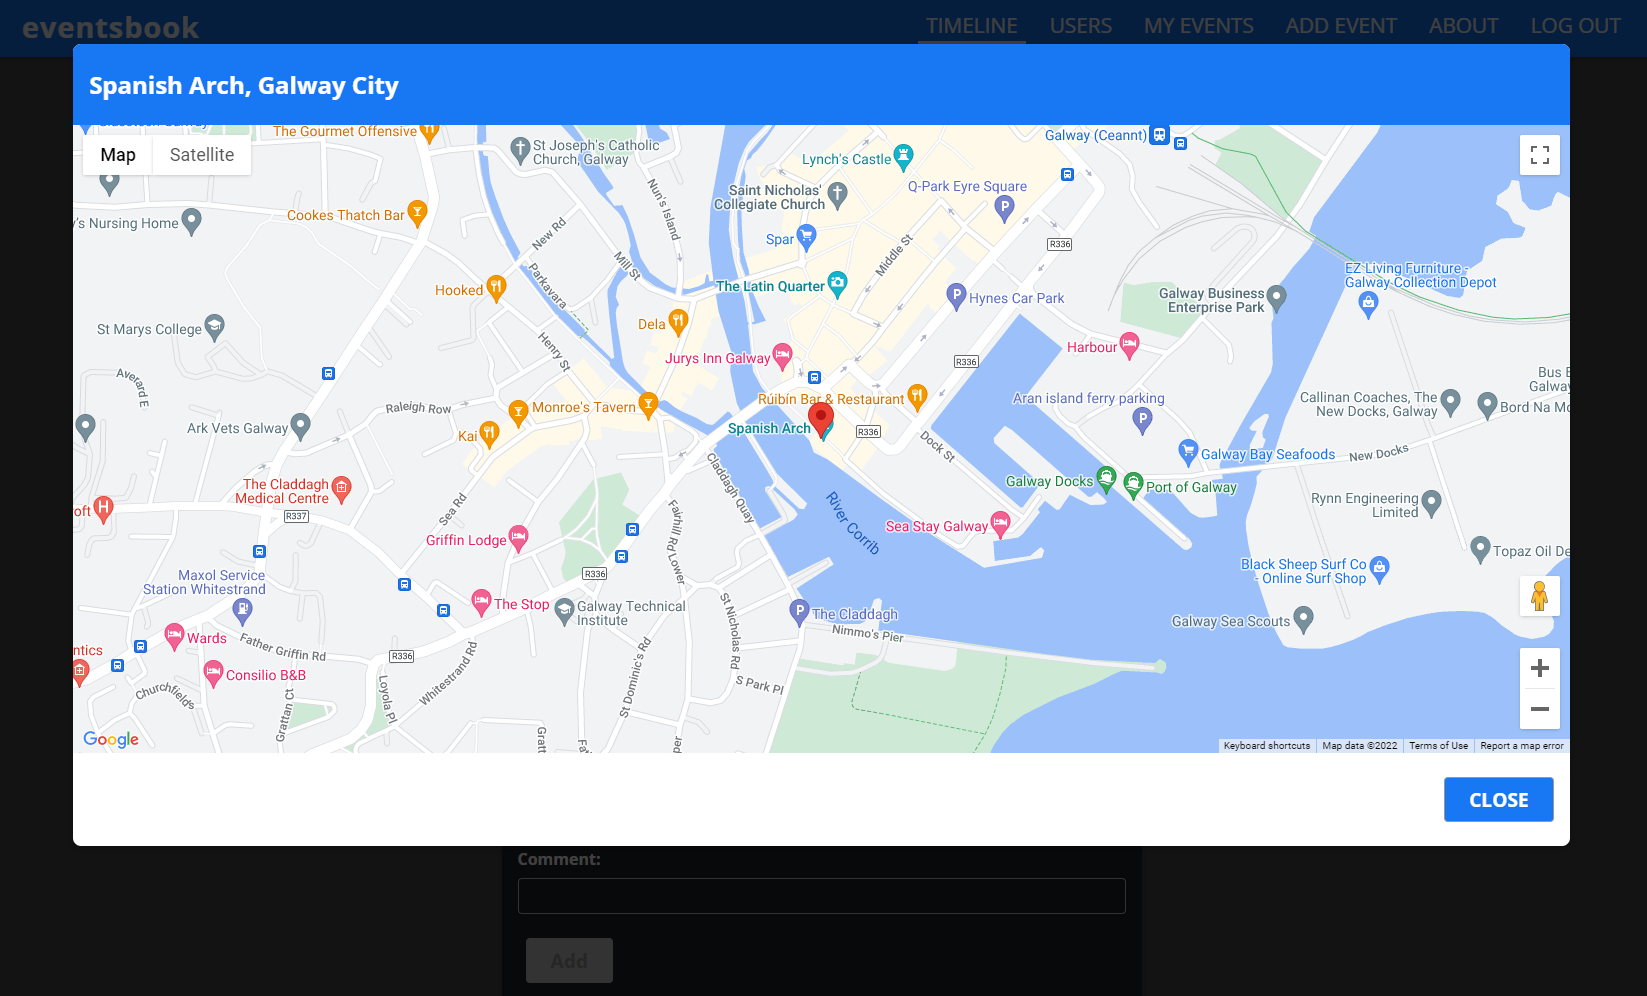 eventsbook
TIMELINE
USERS
MY EVENTS
ADD EVENT
ABOUT
LOG OUT
Spanish Arch, Galway City
Map
Satellite
The Gourmet Offensive
St Joseph's Catholic
Church, Galway
Nun's Island
Lynch's Castle
Galway (Ceannt)
Saint Nicholas'
Collegiate Church
Q-Park Eyre Square
's Nursing Home
Cookes Thatch Bar
New Rd
Mill St
Spar
Middle St
R336
Parkavara
EZ Living Furniture -
Galway Collection Depot
Hooked
The Latin Quarter
Hynes Car Park
Galway Business
Enterprise Park
St Marys College
Dela
Henry St
Jurys Inn Galway
Harbour
R336
Averard E
Bus E
Galway
Raleigh Row
Monroe's Tavern
Rúibín Bar & Restaurant
Aran island ferry parking
Callinan Coaches, The
New Docks, Galway
Bord Na Mo
Ark Vets Galway
Kai
Spanish Arch
R336
Dock St
Galway Bay Seafoods
New Docks
The Claddagh
Medical Centre
Claddagh Quay
Galway Docks
Port of Galway
oft
R337
Sea Rd
Fairhill Rd Lower
River Corrib
Sea Stay Galway
Rynn Engineering
Limited
Griffin Lodge
Topaz Oil De
Maxol Service
Station Whitestrand
R336
Black Sheep Surf Co
- Online Surf Shop
The Stop
Galway Technical
Institute
St Nicholas Rd
The Claddagh
Galway Sea Scouts
Wards
Father Griffin Rd
Nimmo's Pier
ntics
R336
Whitestrand Rd
St Dominic's Rd
Consilio B&B
S Park Pl
Churchfields
Loyola Pl
Grattan Ct
Gratt
per
Google
Keyboard shortcuts
Map data ©2022
Terms of Use
Report a map error
CLOSE
Comment:
Add